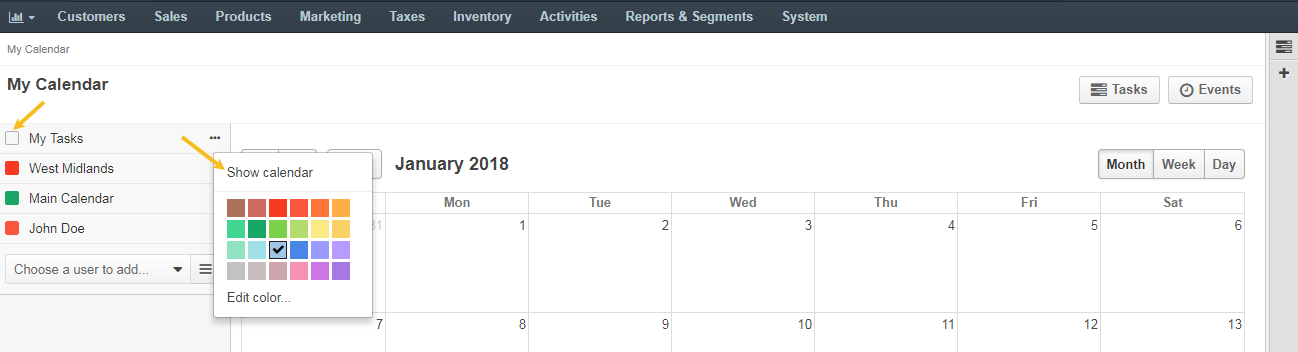 Customers Sales Products Marketing Taxes Inventory Activities Reports & Segments System
My Calendar
My Calendar
Tasks Events
My Tasks ...
West Midlands
Main Calendar
John Doe
Choose a user to add...
Show calendar
Edit color...
January 2018
Month Week Day
Mon Tue Wed Thu Fri Sat
31 1 2 3 4 5 6
7 8 9 10 11 12 13